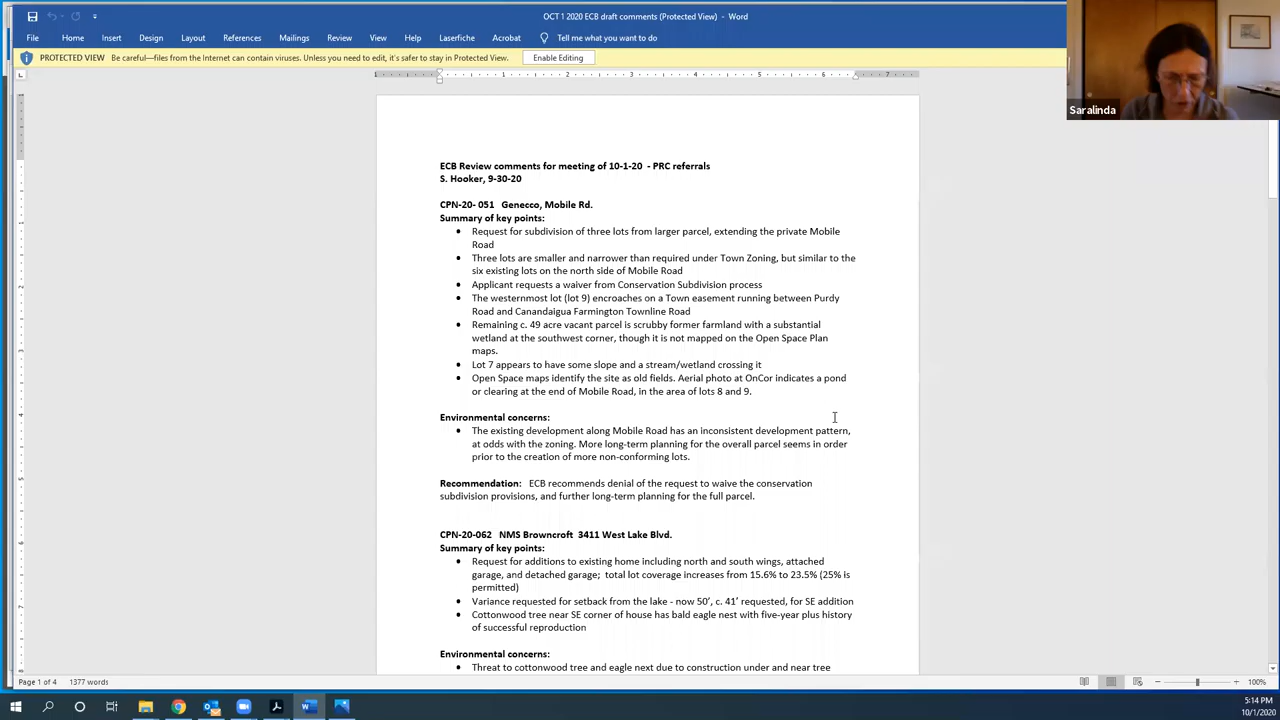 OCT 1 2020 ECB draft comments (Protected View) - Word
File Home Insert Design Layout References Mailings Review View Help Laserfiche Acrobat Tell me what you want to do
PROTECTED VIEW Be careful—files from the Internet can contain viruses. Unless you need to edit, it's safer to stay in Protected View. Enable Editing
Saralinda
1 1 2 3 4 5 6 7
ECB Review comments for meeting of 10-1-20 - PRC referrals
S. Hooker, 9-30-20
CPN-20- 051 Genecco, Mobile Rd.
Summary of key points:
• Request for subdivision of three lots from larger parcel, extending the private Mobile
Road
• Three lots are smaller and narrower than required under Town Zoning, but similar to the
six existing lots on the north side of Mobile Road
• Applicant requests a waiver from Conservation Subdivision process
• The westernmost lot (lot 9) encroaches on a Town easement running between Purdy
Road and Canandaigua Farmington Townline Road
• Remaining c. 49 acre vacant parcel is scrubby former farmland with a substantial
wetland at the southwest corner, though it is not mapped on the Open Space Plan
maps.
• Lot 7 appears to have some slope and a stream/wetland crossing it
• Open Space maps identify the site as old fields. Aerial photo at OnCor indicates a pond
or clearing at the end of Mobile Road, in the area of lots 8 and 9.
Environmental concerns:
• The existing development along Mobile Road has an inconsistent development pattern,
at odds with the zoning. More long-term planning for the overall parcel seems in order
prior to the creation of more non-conforming lots.
Recommendation: ECB recommends denial of the request to waive the conservation
subdivision provisions, and further long-term planning for the full parcel.
CPN-20-062 NMS Browncroft 3411 West Lake Blvd.
Summary of key points:
• Request for additions to existing home including north and south wings, attached
garage, and detached garage; total lot coverage increases from 15.6% to 23.5% (25% is
permitted)
• Variance requested for setback from the lake - now 50', c. 41' requested, for SE addition
• Cottonwood tree near SE corner of house has bald eagle nest with five-year plus history
of successful reproduction
Environmental concerns:
• Threat to cottonwood tree and eagle next due to construction under and near tree
Page 1 of 4 1377 words
100%
5:14 PM
10/1/2020